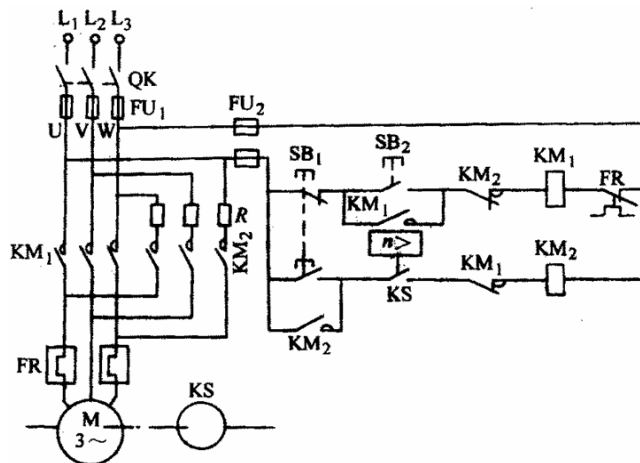 L₁ L₂ L₃
QK
FU₁
FU₂
U V W
SB₁ SB₂
KM₂ KM₁ FR
KM₁
R
n>
KM₁ KM₂
KM₁ KM₂
KS
KM₂
FR
KS
M
3～